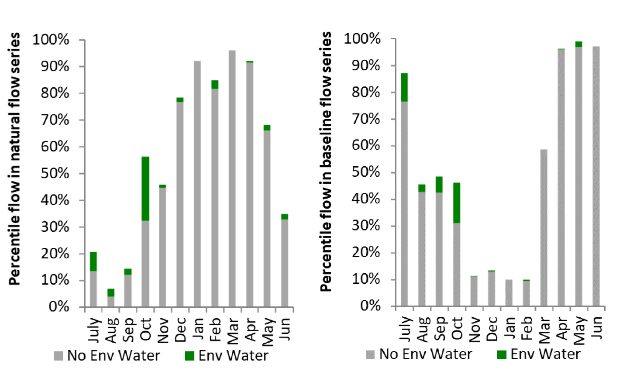 Percentile flow in natural flow series
100%
90%
80%
70%
60%
50%
40%
30%
20%
10%
0%
July
Aug
Sep
Oct
Nov
Dec
Jan
Feb
Mar
Apr
May
Jun
No Env Water
Env Water
Percentile flow in baseline flow series
100%
90%
80%
70%
60%
50%
40%
30%
20%
10%
0%
July
Aug
Sep
Oct
Nov
Dec
Jan
Feb
Mar
Apr
May
Jun
No Env Water
Env Water